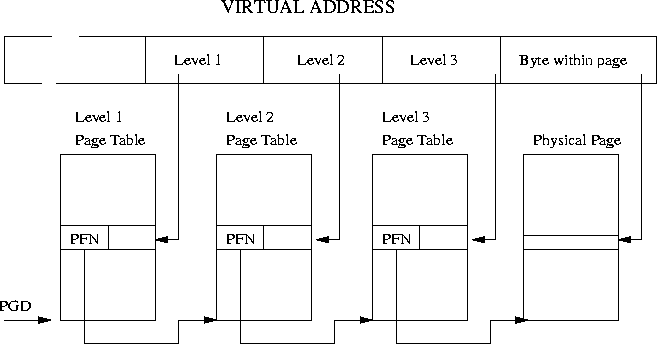 VIRTUAL ADDRESS
Level 1
Level 2
Level 3
Byte within page
Level 1
Page Table
Level 2
Page Table
Level 3
Page Table
Physical Page
PFN
PFN
PFN
PGD